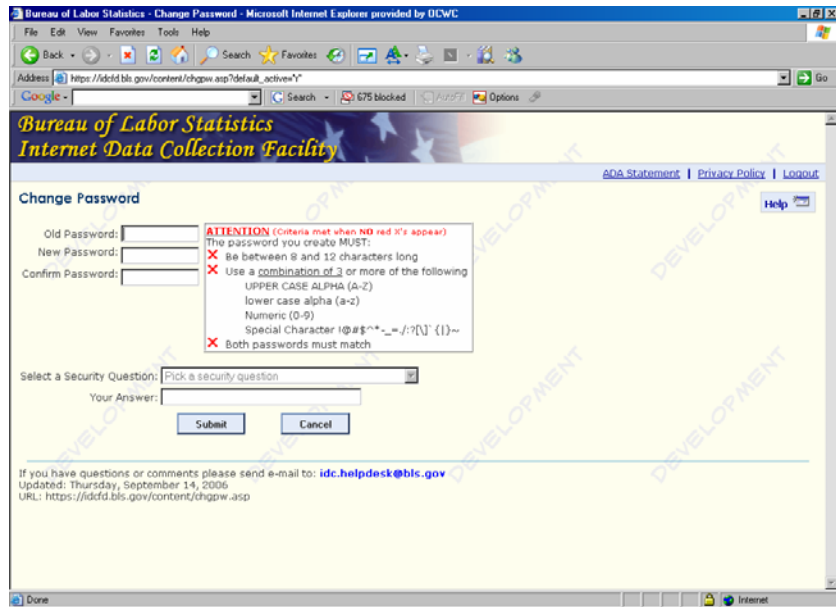 Bureau of Labor Statistics - Change Password - Microsoft Internet Explorer provided by OCWC
File Edit View Favorites Tools Help
Back Search Favorites
Address https://idcfd.bls.gov/content/chgpw.asp?default_active="i" Go
Google - Search 675 blocked AutoFill Options
Bureau of Labor Statistics
Internet Data Collection Facility
ADA Statement | Privacy Policy | Logout
Change Password
Help
Old Password:
New Password:
Confirm Password:
ATTENTION (Criteria met when NO red X's appear)
The password you create MUST:
Be between 8 and 12 characters long
Use a combination of 3 or more of the following
UPPER CASE ALPHA (A-Z)
lower case alpha (a-z)
Numeric (0-9)
Special Character !@#$^*-_=./:?[\]`{|}~
Both passwords must match
Select a Security Question: Pick a security question
Your Answer:
Submit Cancel
If you have questions or comments please send e-mail to: idc.helpdesk@bls.gov
Updated: Thursday, September 14, 2006
URL: https://idcfd.bls.gov/content/chgpw.asp
DEVELOPMENT
Done Internet